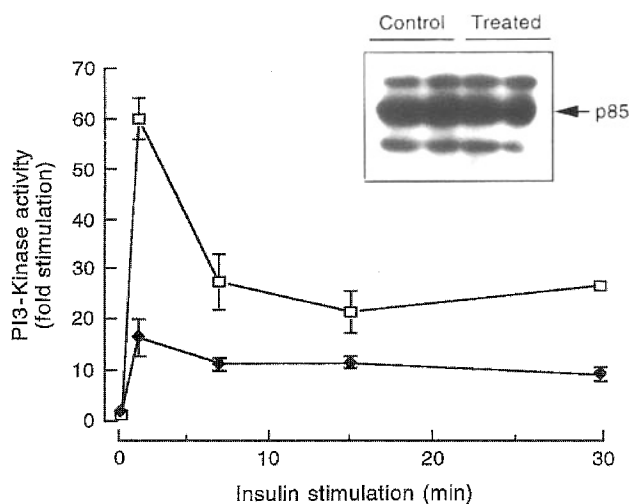 Control Treated
p85
70
60
50
40
30
20
10
0
PI3-Kinase activity
(fold stimulation)
0 10 20 30
Insulin stimulation (min)